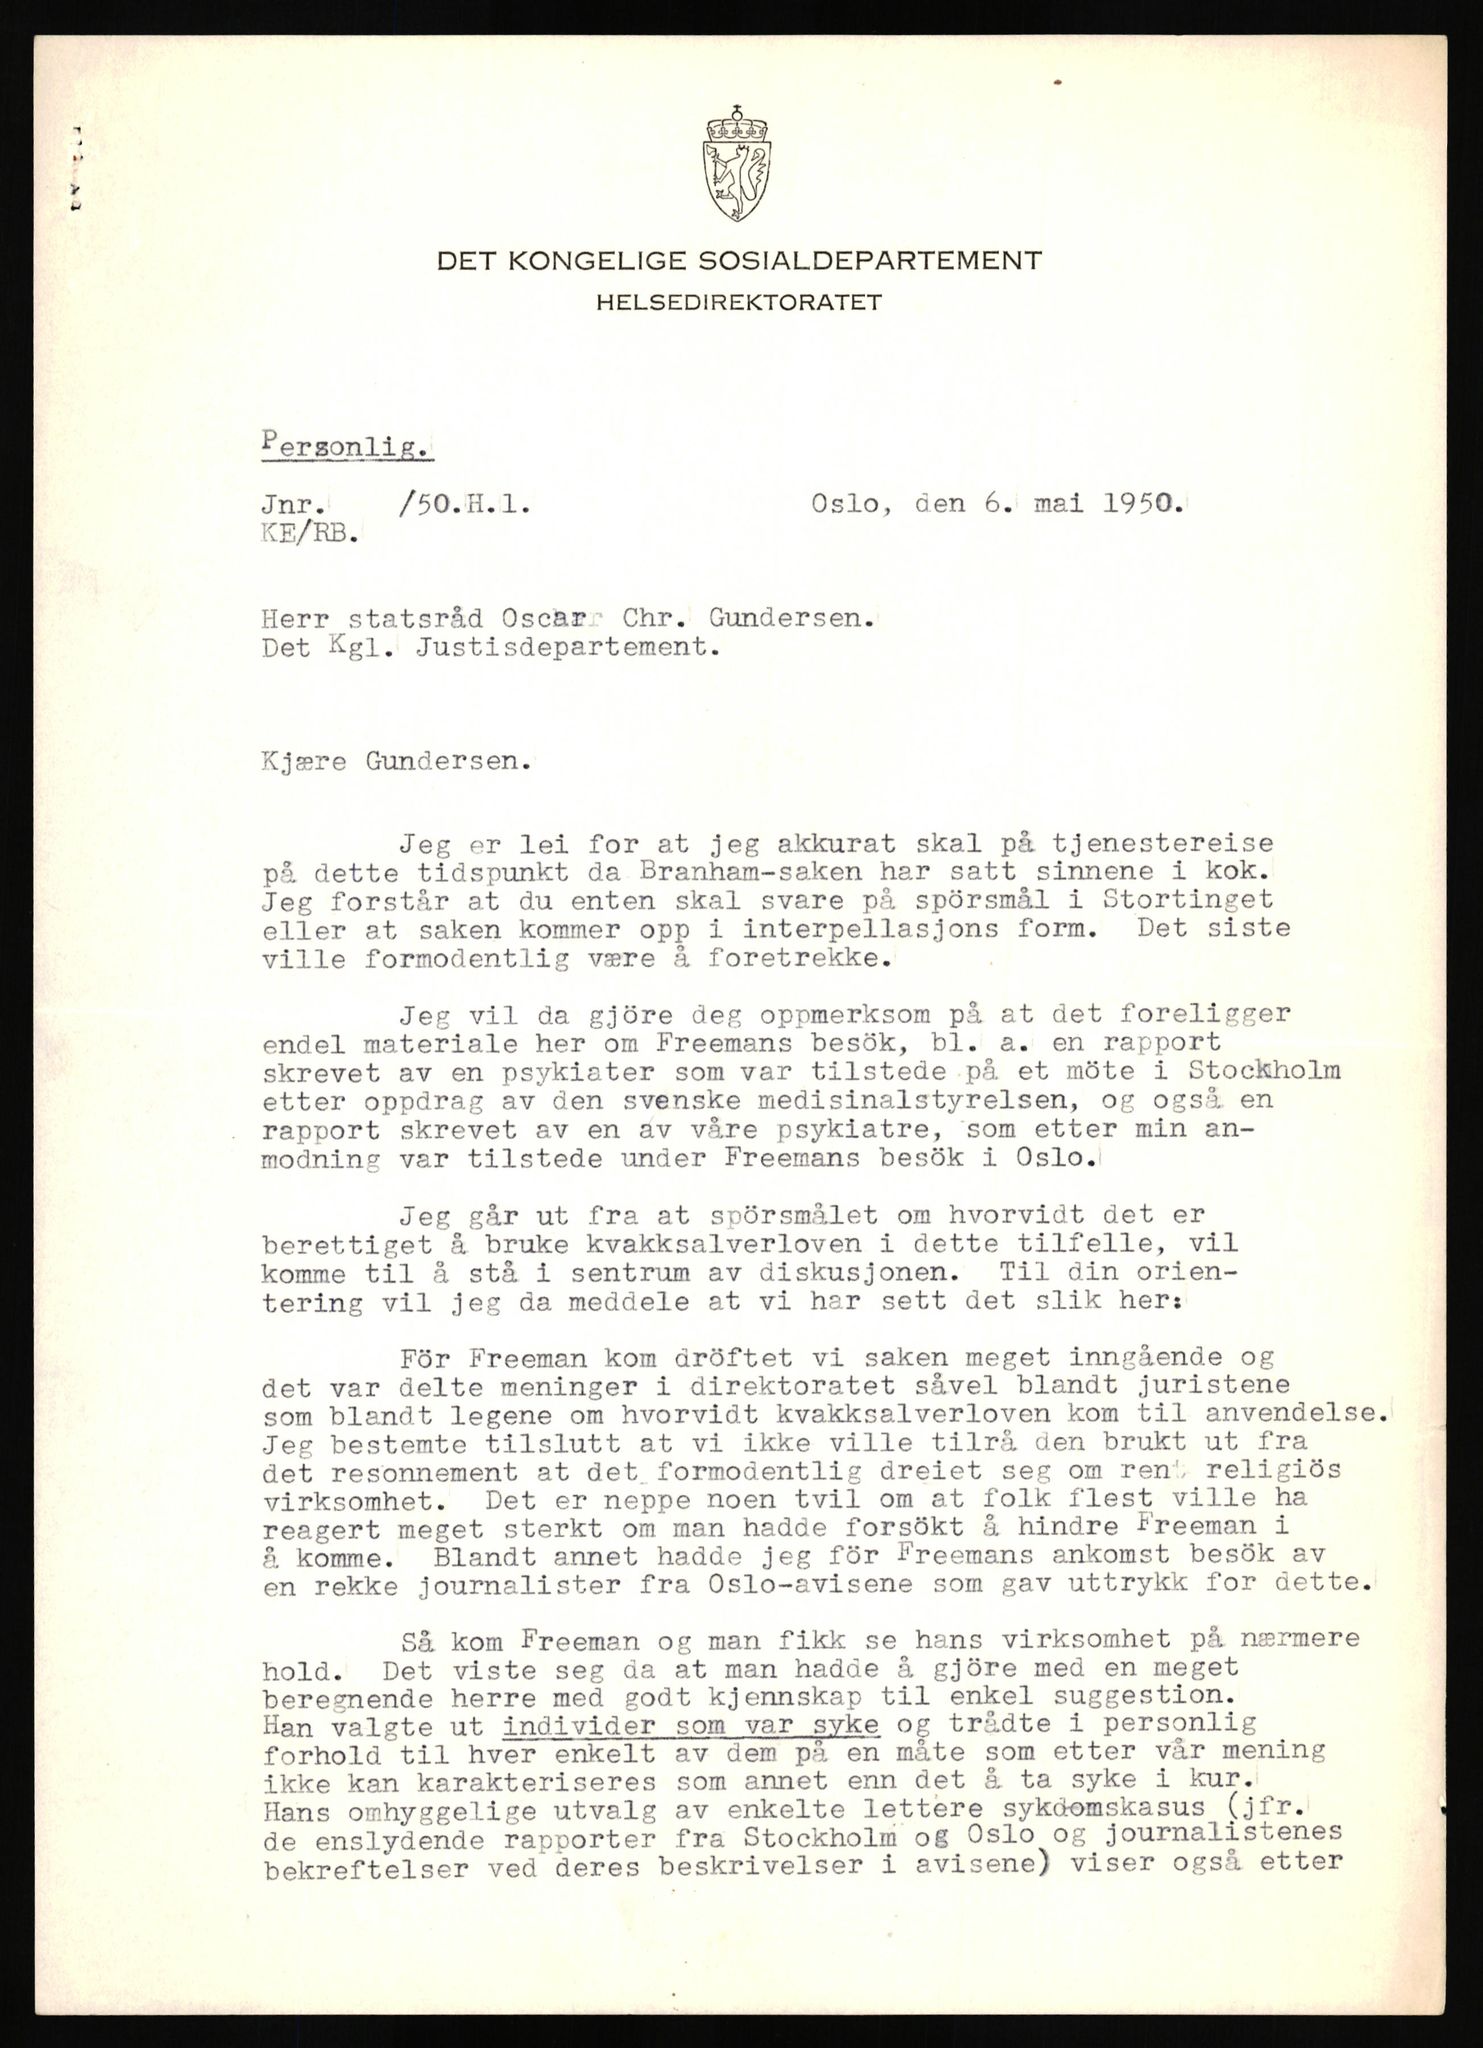 DET KONGELIGE SOSIALDEPARTEMENT
HELSEDIREKTORATET
Personlig.
Jnr. /50.H.1. Oslo, den 6. mai 1950.
KE/RB.
Herr statsråd Oscar Chr. Gundersen.
Det Kgl. Justisdepartement.
Kjære Gundersen.
Jeg er lei for at jeg akkurat skal på tjenestereise
på dette tidspunkt da Branham-saken har satt sinnene i kok.
Jeg forstår at du enten skal svare på spörsmål i Stortinget
eller at saken kommer opp i interpellasjons form. Det siste
ville formodentlig være å foretrekke.
Jeg vil da gjöre deg oppmerksom på at det foreligger
endel materiale her om Freemans besök, bl. a. en rapport
skrevet av en psykiater som var tilstede på et möte i Stockholm
etter oppdrag av den svenske medisinalstyrelsen, og også en
rapport skrevet av en av våre psykiatre, som etter min an-
modning var tilstede under Freemans besök i Oslo.
Jeg går ut fra at spörsmålet om hvorvidt det er
berettiget å bruke kvakksalverloven i dette tilfelle, vil
komme til å stå i sentrum av diskusjonen. Til din orien-
tering vil jeg da meddele at vi har sett det slik her:
För Freeman kom dröftet vi saken meget inngående og
det var delte meninger i direktoratet såvel blandt juristene
som blandt legene om hvorvidt kvakksalverloven kom til anvendelse.
Jeg bestemte tilslutt at vi ikke ville tilrå den brukt ut fra
det resonnement at det formodentlig dreiet seg om rent religiös
virksomhet. Det er neppe noen tvil om at folk flest ville ha
reagert meget sterkt om man hadde forsökt å hindre Freeman i
å komme. Blandt annet hadde jeg för Freemans ankomst besök av
en rekke journalister fra Oslo-avisene som gav uttrykk for dette.
Så kom Freeman og man fikk se hans virksomhet på nærmere
hold. Det viste seg da at man hadde å gjöre med en meget
beregnende herre med godt kjennskap til enkel suggestion.
Han valgte ut individer som var syke og trådte i personlig
forhold til hver enkelt av dem på en måte som etter vår mening
ikke kan karakteriseres som annet enn det å ta syke i kur.
Hans omhyggelige utvalg av enkelte lettere sykdomskasus (jfr.
de enslydende rapporter fra Stockholm og Oslo og journalistenes
bekreftelser ved deres beskrivelser i avisene) viser også etter